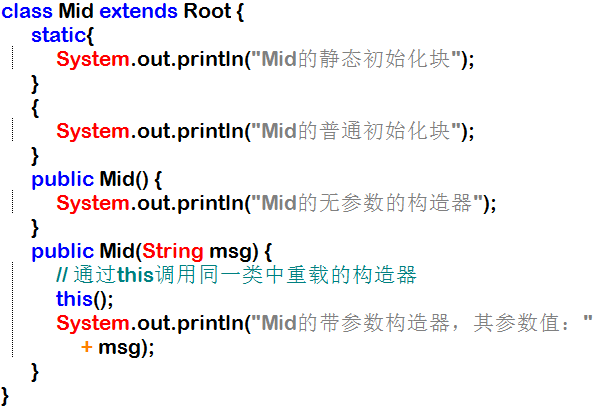 class Mid extends Root {
static{
System.out.println("Mid的静态初始化块");
}
{
System.out.println("Mid的普通初始化块");
}
public Mid() {
System.out.println("Mid的无参数的构造器");
}
public Mid(String msg) {
// 通过this调用同一类中重载的构造器
this();
System.out.println("Mid的带参数构造器，其参数值："
+ msg);
}
}